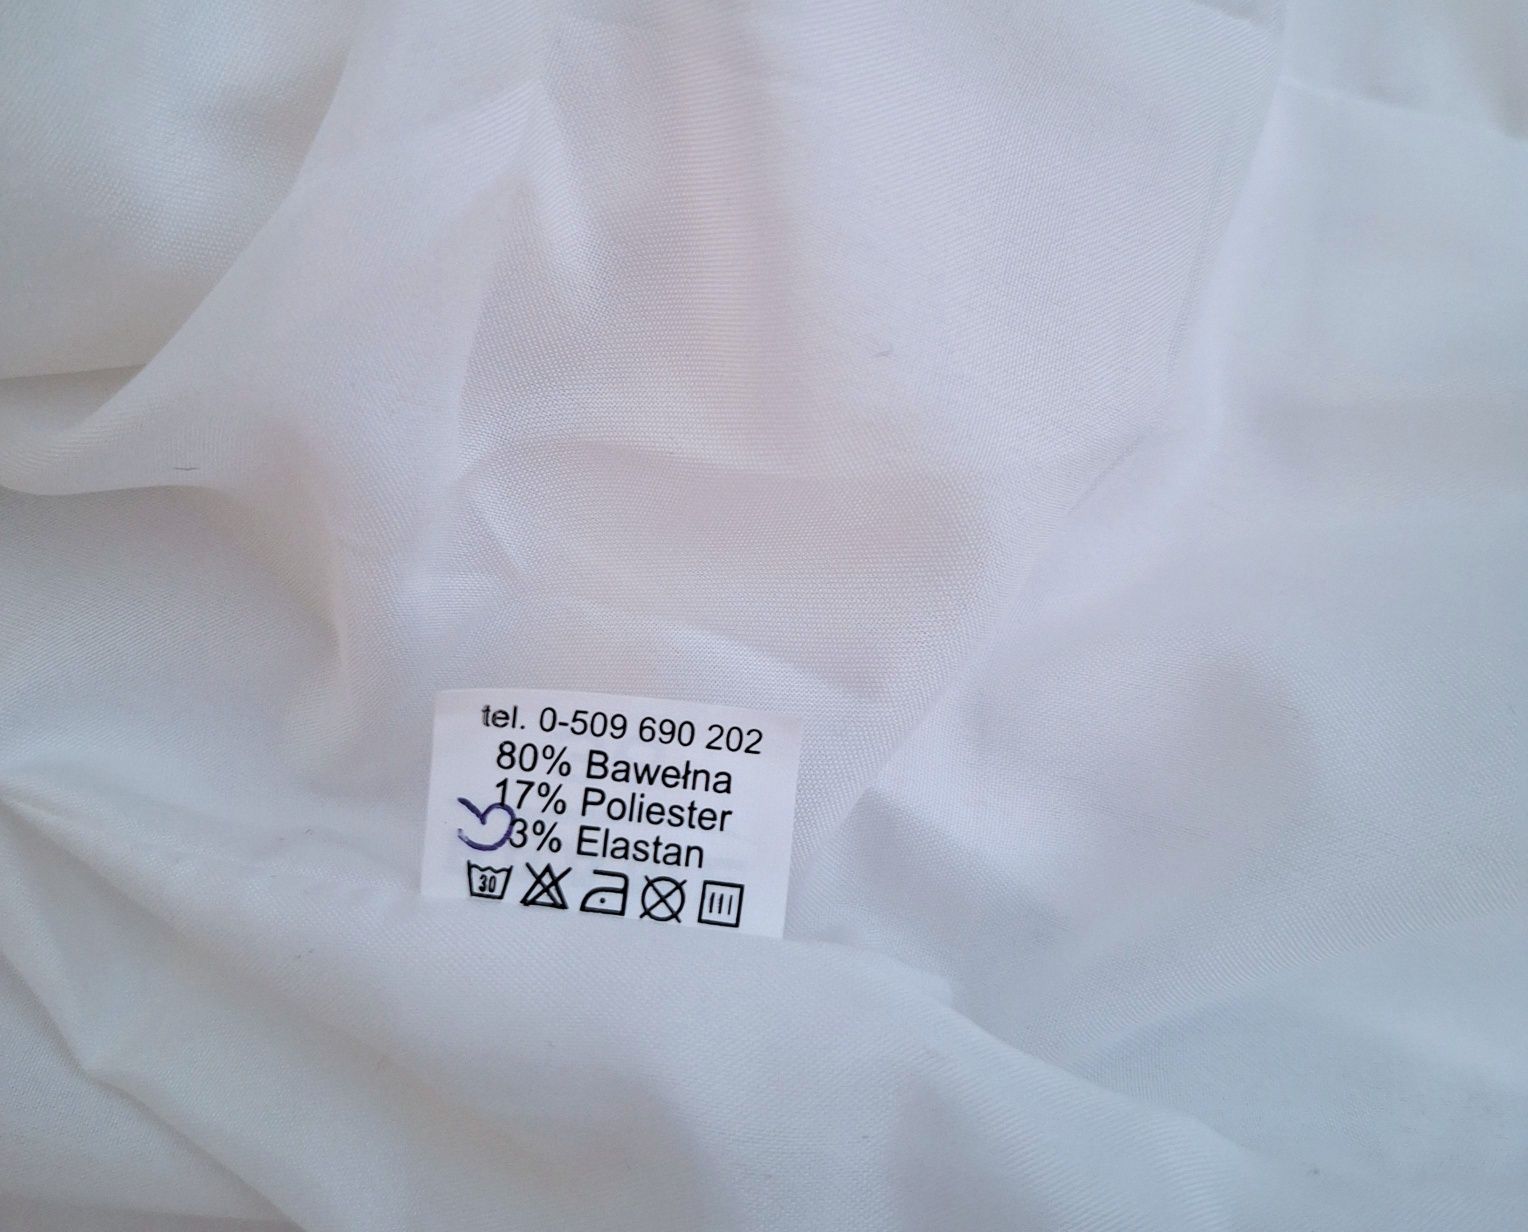 tel. 0-509 690 202
80% Bawełna
17% Poliester
3% Elastan
30